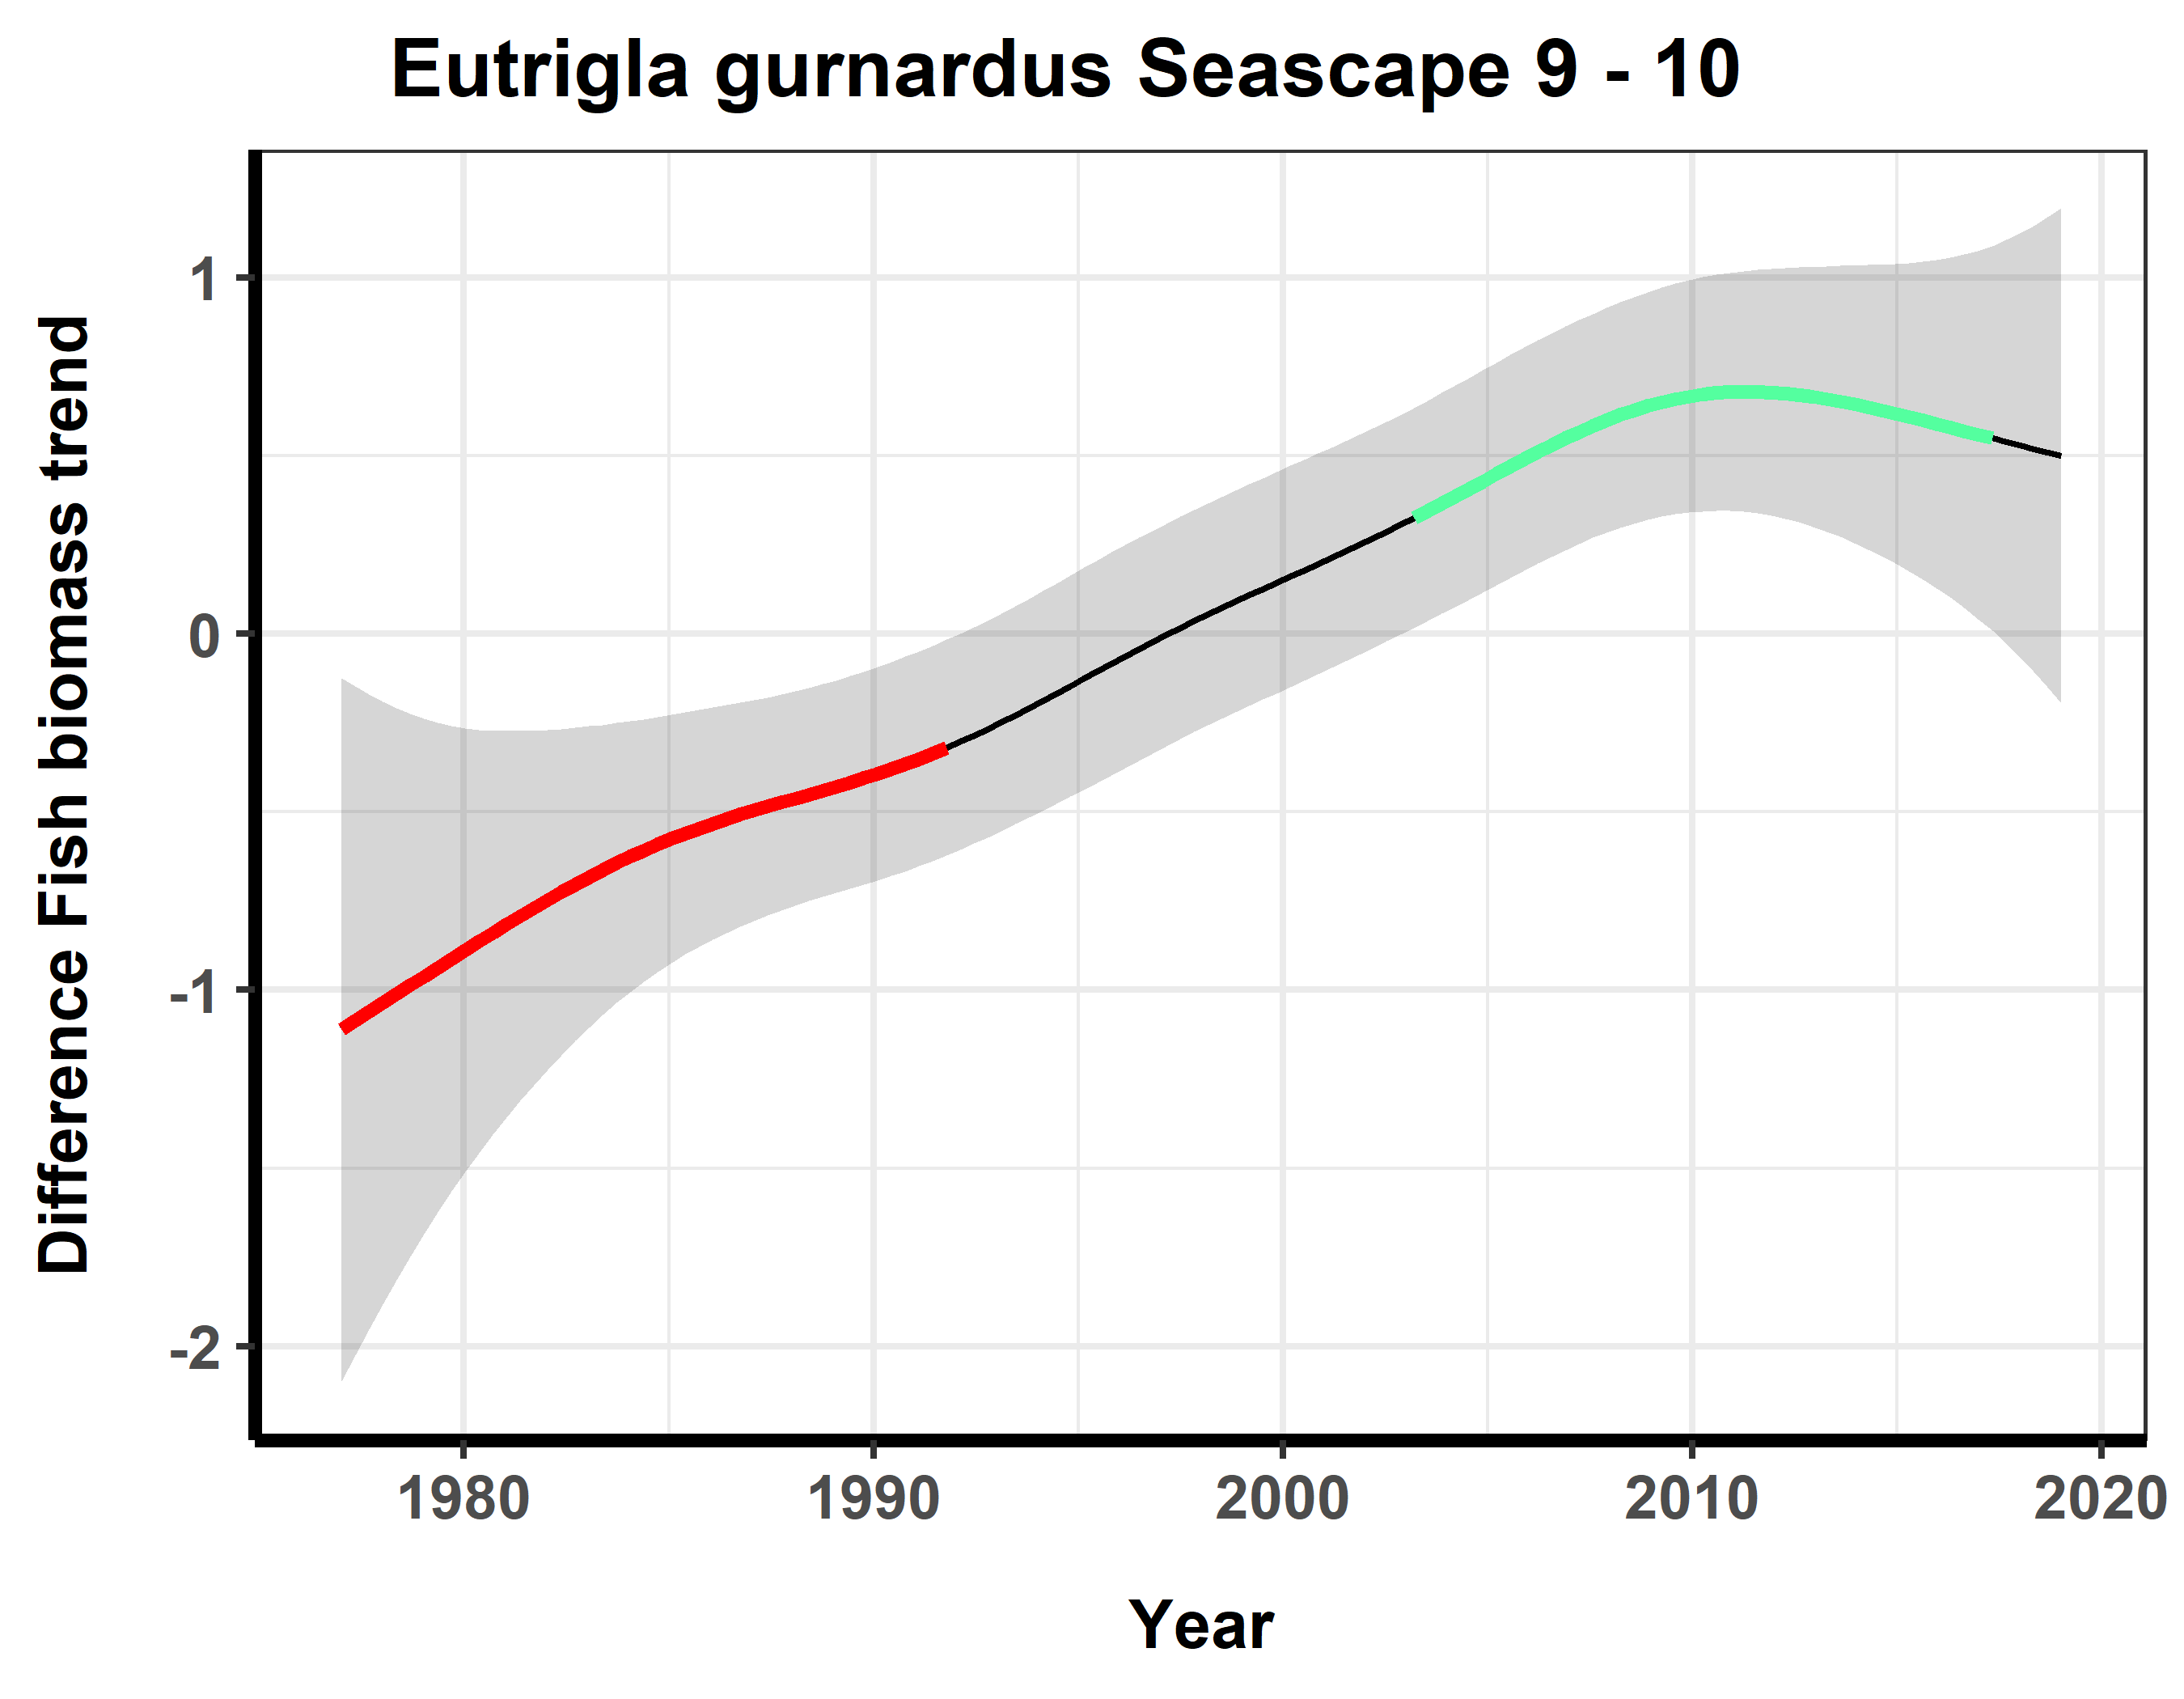 Eutrigla gurnardus Seascape 9 - 10
Difference Fish biomass trend
1
0
-1
-2
1980 1990 2000 2010 2020
Year